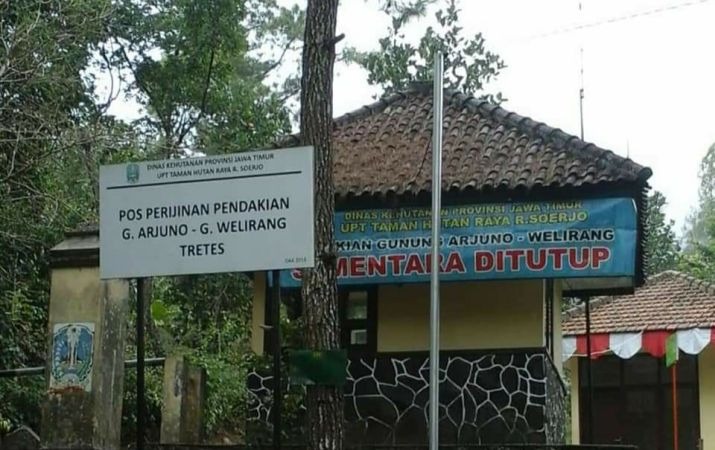 DINAS KEHUTANAN PROVINSI JAWA TIMUR
UPT TAMAN HUTAN RAYA R. SOERJO
POS PERIJINAN PENDAKIAN
G. ARJUNO - G. WELIRANG
TRETES
DINAS KEHUTANAN PROVINSI JAWA TIMUR
UPT TAMAN HUTAN RAYA R.SOERJO
KIAN GUNUNG ARJUNO - WELIRANG
MENTARA DITUTUP